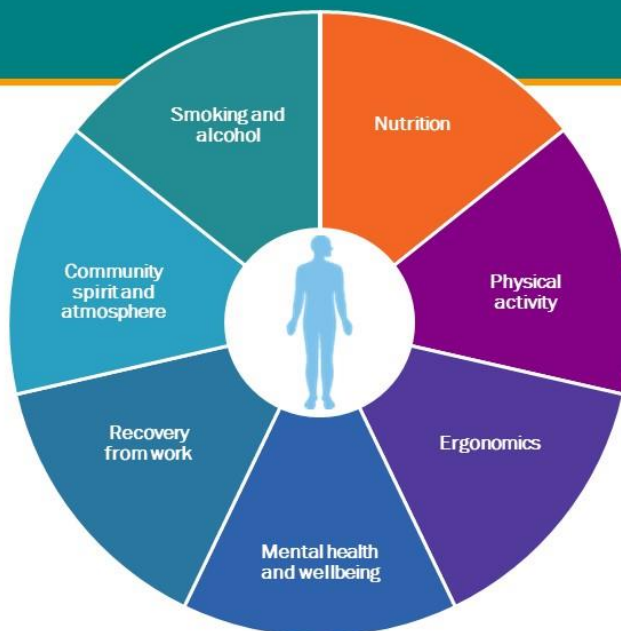 Smoking and
alcohol
Nutrition
Physical
activity
Ergonomics
Mental health
and wellbeing
Recovery
from work
Community
spirit and
atmosphere